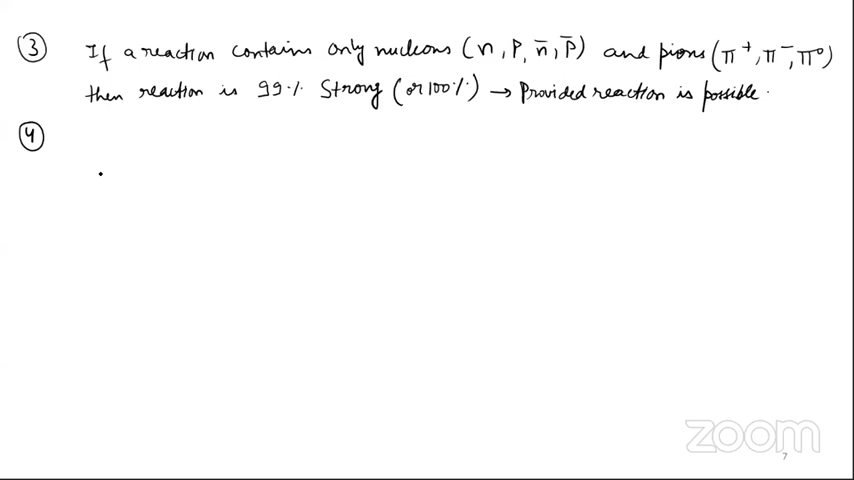 ③ If a reaction contains only nucleons (n, P, n̅, P̅) and pions (π⁺, π⁻, π⁰)
then reaction is 99.% Strong (or 100%) → Provided reaction is possible.
④
zoom
7